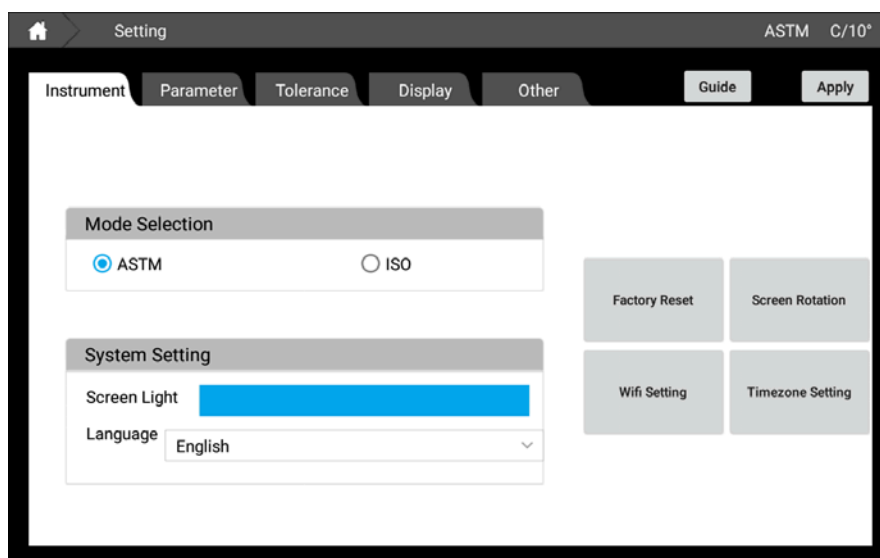 Setting ASTM C/10°
Instrument Parameter Tolerance Display Other Guide Apply
Mode Selection
ASTM ISO
System Setting
Screen Light
Language English
Factory Reset Screen Rotation
Wifi Setting Timezone Setting